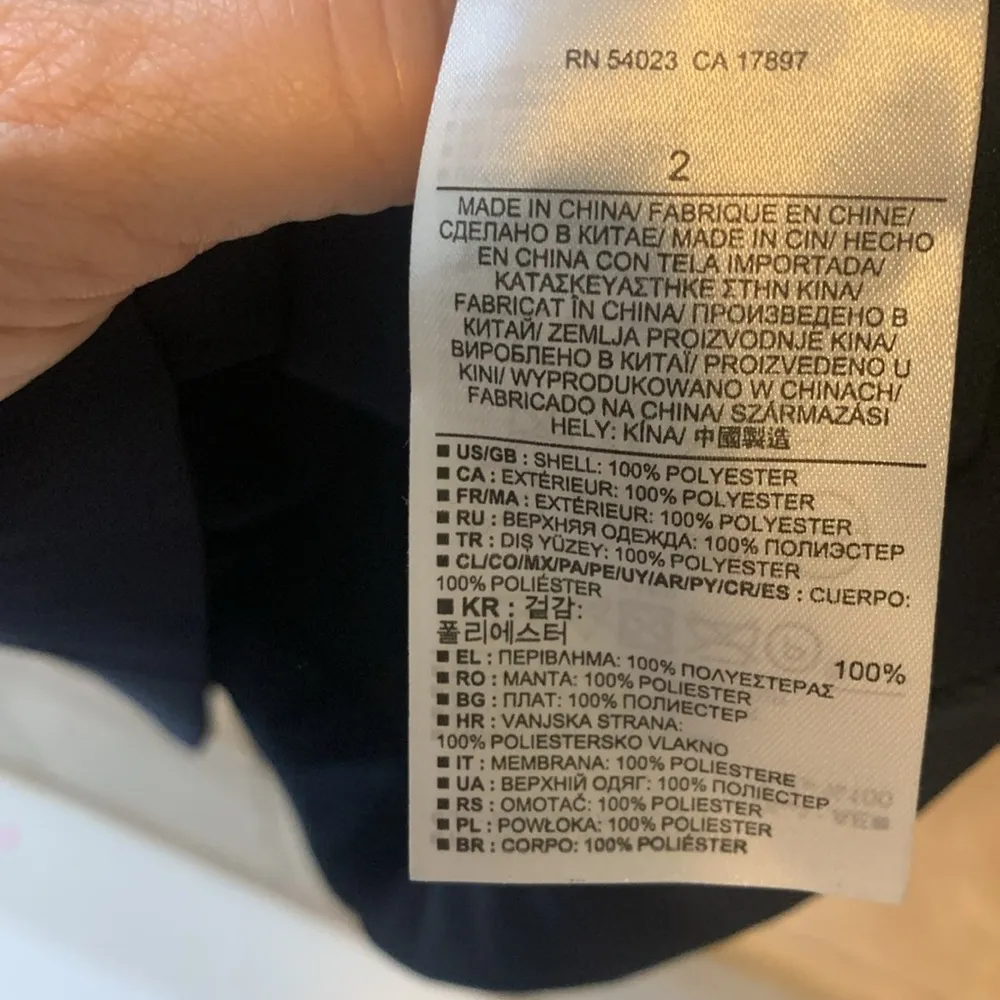 RN 54023 CA 17897
2
MADE IN CHINA/ FABRIQUE EN CHINE/
СДЕЛАНО В КИТАЕ/ MADE IN CIN/ HECHO
EN CHINA CON TELA IMPORTADA/
ΚΑΤΑΣΚΕΥΑΣΤΗΚΕ ΣΤΗΝ ΚΙΝΑ/
FABRICAT ÎN CHINA/ ПРОИЗВЕДЕНО В
КИТАЙ/ ZEMLJA PROIZVODNJE KINA/
ВИРОБЛЕНО В КИТАЇ/ PROIZVEDENO U
KINI/ WYPRODUKOWANO W CHINACH/
FABRICADO NA CHINA/ SZÁRMAZÁSI
HELY: KÍNA/ 中國製造
■ US/GB : SHELL: 100% POLYESTER
■ CA : EXTÉRIEUR: 100% POLYESTER
■ FR/MA : EXTÉRIEUR: 100% POLYESTER
■ RU : ВЕРХНЯЯ ОДЕЖДА: 100% ПОЛИЭСТЕР
■ TR : DIŞ YÜZEY: 100% POLYESTER
■ CL/CO/MX/PA/PE/UY/AR/PY/CR/ES : CUERPO:
100% POLIÉSTER
■ KR : 겉감:
폴리에스터 100%
■ EL : ΠΕΡΙΒΛΗΜΑ: 100% ΠΟΛΥΕΣΤΕΡΑΣ
■ RO : MANTA: 100% POLIESTER
■ BG : ПЛАТ: 100% ПОЛИЕСТЕР
■ HR : VANJSKA STRANA:
100% POLIESTERSKO VLAKNO
■ IT : MEMBRANA: 100% POLIESTERE
■ UA : ВЕРХНІЙ ОДЯГ: 100% ПОЛІЕСТЕР
■ RS : OMOTAČ: 100% POLIESTER
■ PL : POWŁOKA: 100% POLIESTER
■ BR : CORPO: 100% POLIÉSTER